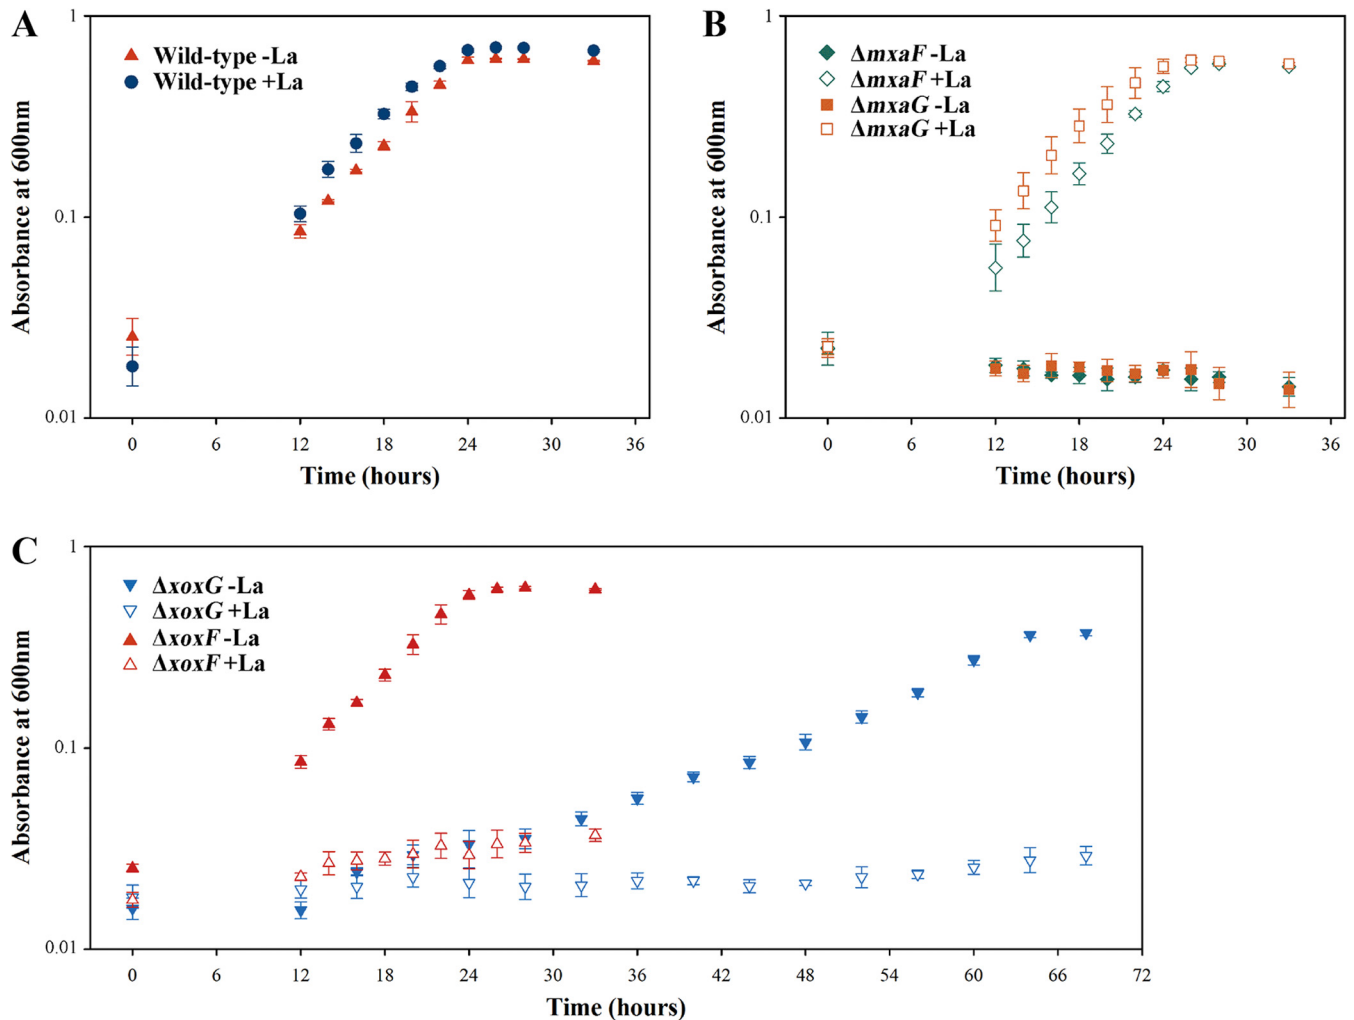 A
1
0.1
0.01
Absorbance at 600nm
Wild-type -La
Wild-type +La
0 6 12 18 24 30 36
Time (hours)
B
1
0.1
0.01
Absorbance at 600nm
ΔmxaF -La
ΔmxaF +La
ΔmxaG -La
ΔmxaG +La
0 6 12 18 24 30 36
Time (hours)
C
1
0.1
0.01
Absorbance at 600nm
ΔxoxG -La
ΔxoxG +La
ΔxoxF -La
ΔxoxF +La
0 6 12 18 24 30 36 42 48 54 60 66 72
Time (hours)